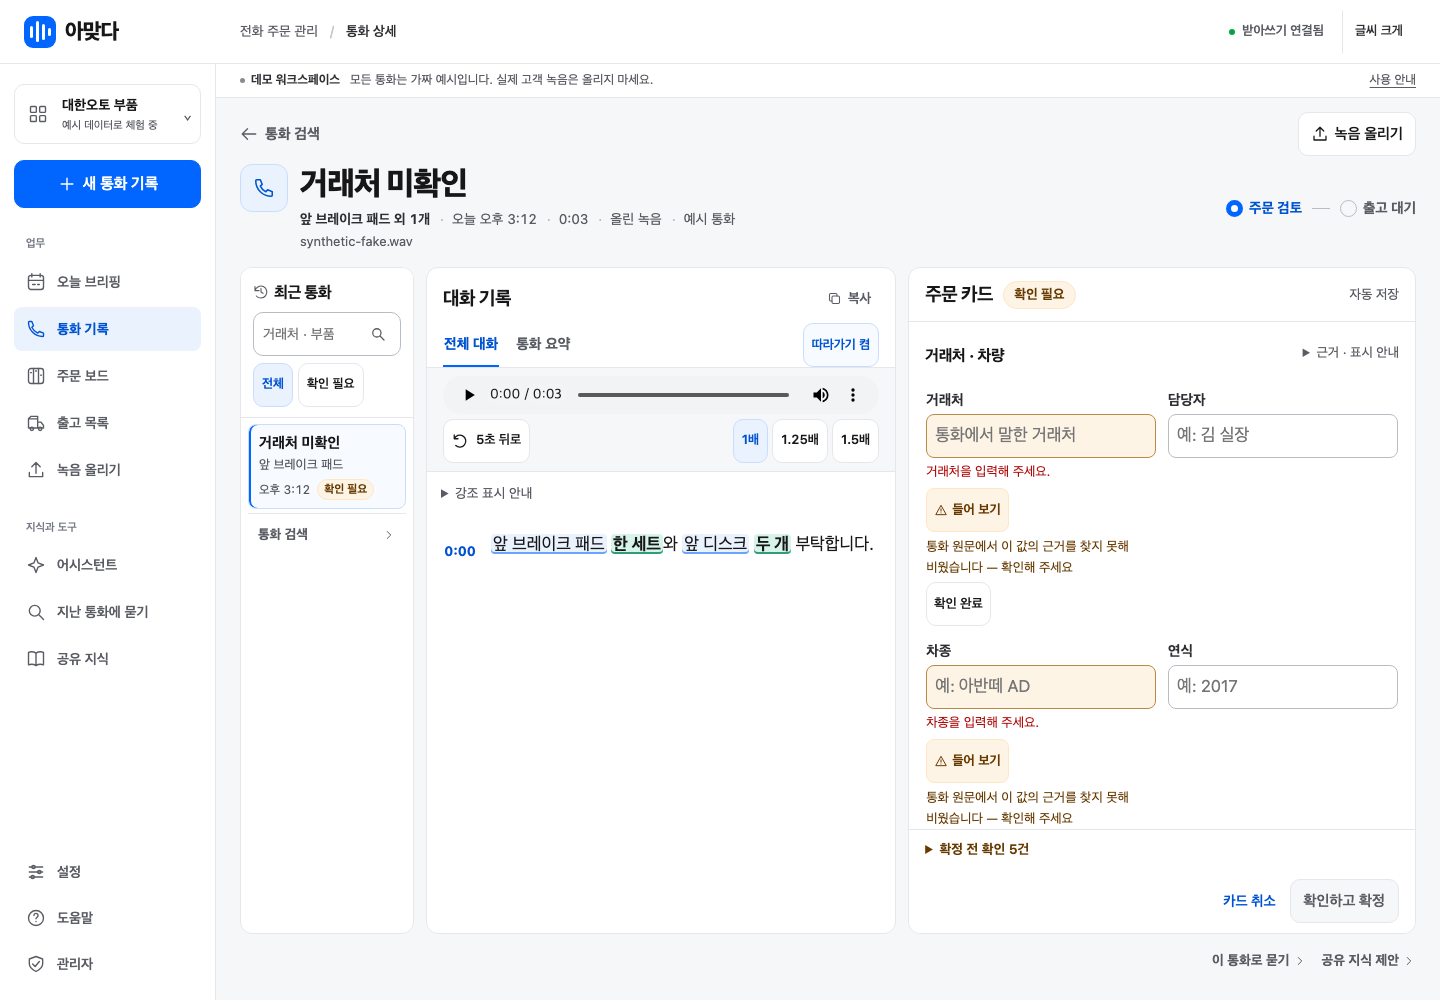 아맞다
전화 주문 관리 / 통화 상세
받아쓰기 연결됨
글씨 크게
대한오토 부품
예시 데이터로 체험 중
새 통화 기록
업무
오늘 브리핑
통화 기록
주문 보드
출고 목록
녹음 올리기
지식과 도구
어시스턴트
지난 통화에 묻기
공유 지식
설정
도움말
관리자
데모 워크스페이스 모든 통화는 가짜 예시입니다. 실제 고객 녹음은 올리지 마세요.
사용 안내
통화 검색
녹음 올리기
거래처 미확인
앞 브레이크 패드 외 1개 · 오늘 오후 3:12 · 0:03 · 올린 녹음 · 예시 통화
synthetic-fake.wav
주문 검토
출고 대기
최근 통화
거래처 · 부품
전체
확인 필요
거래처 미확인
앞 브레이크 패드
오후 3:12 확인 필요
통화 검색
대화 기록
복사
전체 대화
통화 요약
따라가기 켬
0:00 / 0:03
5초 뒤로
1배
1.25배
1.5배
강조 표시 안내
0:00 앞 브레이크 패드 한 세트와 앞 디스크 두 개 부탁합니다.
주문 카드 확인 필요
자동 저장
거래처 · 차량
근거 · 표시 안내
거래처
통화에서 말한 거래처
거래처을 입력해 주세요.
들어 보기
통화 원문에서 이 값의 근거를 찾지 못해
비웠습니다 — 확인해 주세요
확인 완료
담당자
예: 김 실장
차종
예: 아반떼 AD
차종을 입력해 주세요.
들어 보기
통화 원문에서 이 값의 근거를 찾지 못해
비웠습니다 — 확인해 주세요
연식
예: 2017
확정 전 확인 5건
카드 취소
확인하고 확정
이 통화로 묻기
공유 지식 제안